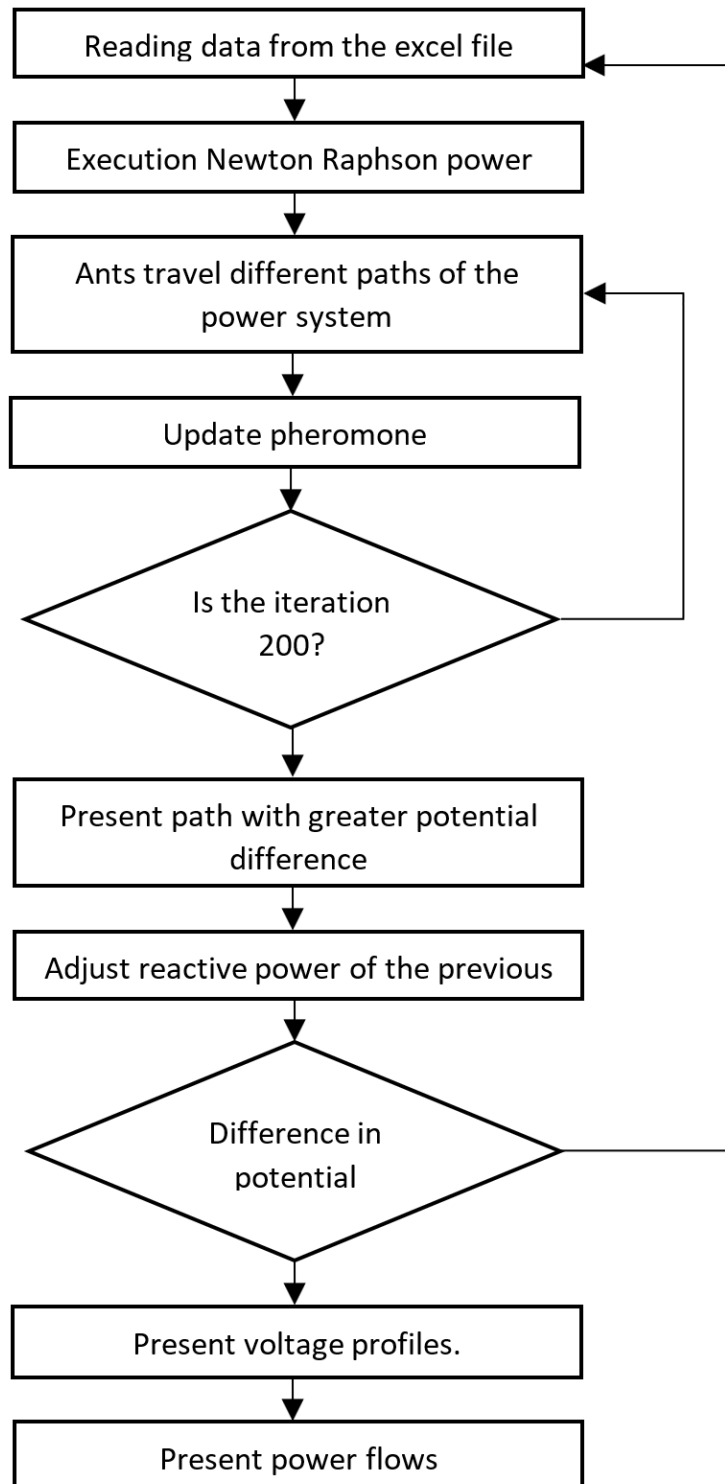 Reading data from the excel file
Execution Newton Raphson power
Ants travel different paths of the
power system
Update pheromone
Is the iteration
200?
Present path with greater potential
difference
Adjust reactive power of the previous
Difference in
potential
Present voltage profiles.
Present power flows